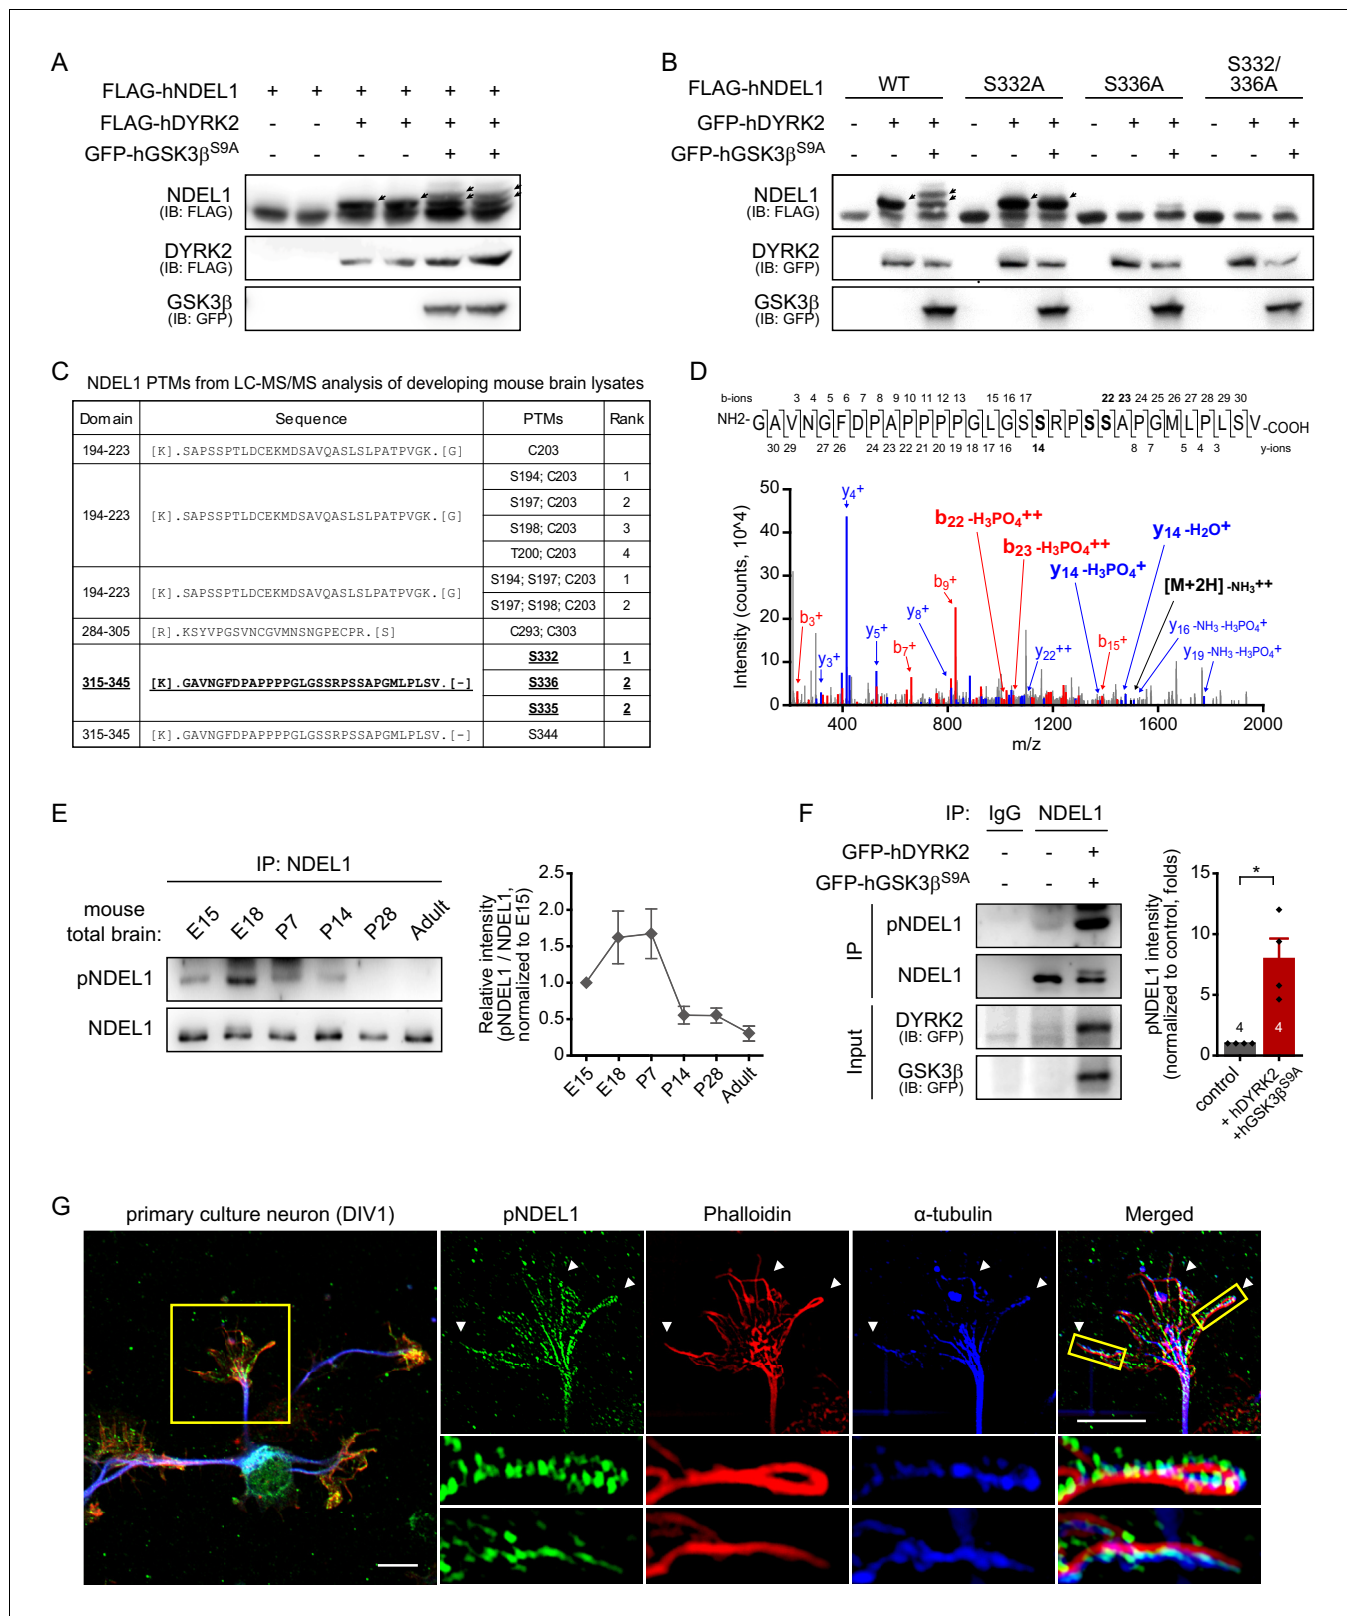 A
FLAG-hNDEL1 + + + + + +
FLAG-hDYRK2 - - + + + +
GFP-hGSK3β^S9A - - - - + +
NDEL1
(IB: FLAG)
DYRK2
(IB: FLAG)
GSK3β
(IB: GFP)
B
FLAG-hNDEL1 WT S332A S336A S332/336A
GFP-hDYRK2 - + + - + + - + + - + +
GFP-hGSK3β^S9A - - + - - + - - + - - +
NDEL1
(IB: FLAG)
DYRK2
(IB: GFP)
GSK3β
(IB: GFP)
C
NDEL1 PTMs from LC-MS/MS analysis of developing mouse brain lysates
Domain Sequence PTMs Rank
194-223 [K].SAPSSPTLDCEKMDSAVQASLSLPATPVGK.[G] C203
194-223 [K].SAPSSPTLDCEKMDSAVQASLSLPATPVGK.[G] S194; C203 1
S197; C203 2
S198; C203 3
T200; C203 4
194-223 [K].SAPSSPTLDCEKMDSAVQASLSLPATPVGK.[G] S194; S197; C203 1
S197; S198; C203 2
284-305 [R].KSYVPGSVNCGVMNSNGPECPR.[S] C293; C303
315-345 [K].GAVNGFDPAPPPPGLGSSRPSSAPGMLPLSV.[-] S332 1
S336 2
S335 2
315-345 [K].GAVNGFDPAPPPPGLGSSRPSSAPGMLPLSV.[-] S344
D
b-ions 3 4 5 6 7 8 9 10 11 12 13 15 16 17 22 23 24 25 26 27 28 29 30
NH2-GAVNGFDPAPPPPGLGSSRPSSAPGMLPLSV-COOH
30 29 27 26 24 23 22 21 20 19 18 17 16 14 8 7 5 4 3 y-ions
Intensity (counts, 10^4)
50
40
30
20
10
0
400 800 1200 1600 2000
m/z
b3+
y3+
y4+
y5+
b7+
y8+
b9+
b22 -H3PO4++
b23 -H3PO4++
y22++
y14 -H3PO4+
b15+
y14 -H2O+
[M+2H] -NH3++
y16 -NH3 -H3PO4+
y19 -NH3 -H3PO4+
E
IP: NDEL1
mouse
total brain: E15 E18 P7 P14 P28 Adult
pNDEL1
NDEL1
Relative intensity
(pNDEL1 / NDEL1,
normalized to E15)
2.5
2.0
1.5
1.0
0.5
0
E15 E18 P7 P14 P28 Adult
F
IP: IgG NDEL1
GFP-hDYRK2 - - +
GFP-hGSK3β^S9A - - +
IP
pNDEL1
NDEL1
Input
DYRK2
(IB: GFP)
GSK3β
(IB: GFP)
pNDEL1 intensity
(normalized to control, folds)
15
10
5
0
*
4 4
control
+ hDYRK2
+hGSK3β^S9A
G
primary culture neuron (DIV1) pNDEL1 Phalloidin α-tubulin Merged